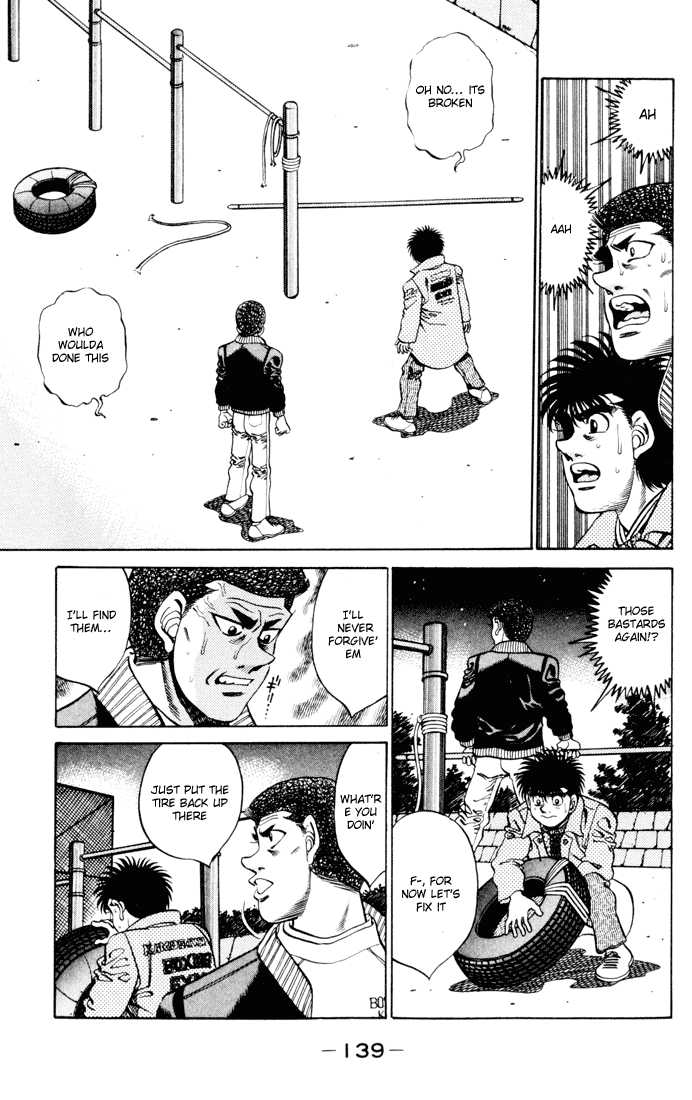 AH
AAH
OH NO... ITS
BROKEN
WHO
WOULDA
DONE THIS
THOSE
BASTARDS
AGAIN!?
F-, FOR
NOW LET'S
FIX IT
I'LL
NEVER
FORGIVE'
EM
I'LL FIND
THEM...
WHAT'R
E YOU
DOIN'
JUST PUT THE
TIRE BACK UP
THERE
BO
K
- 139 -